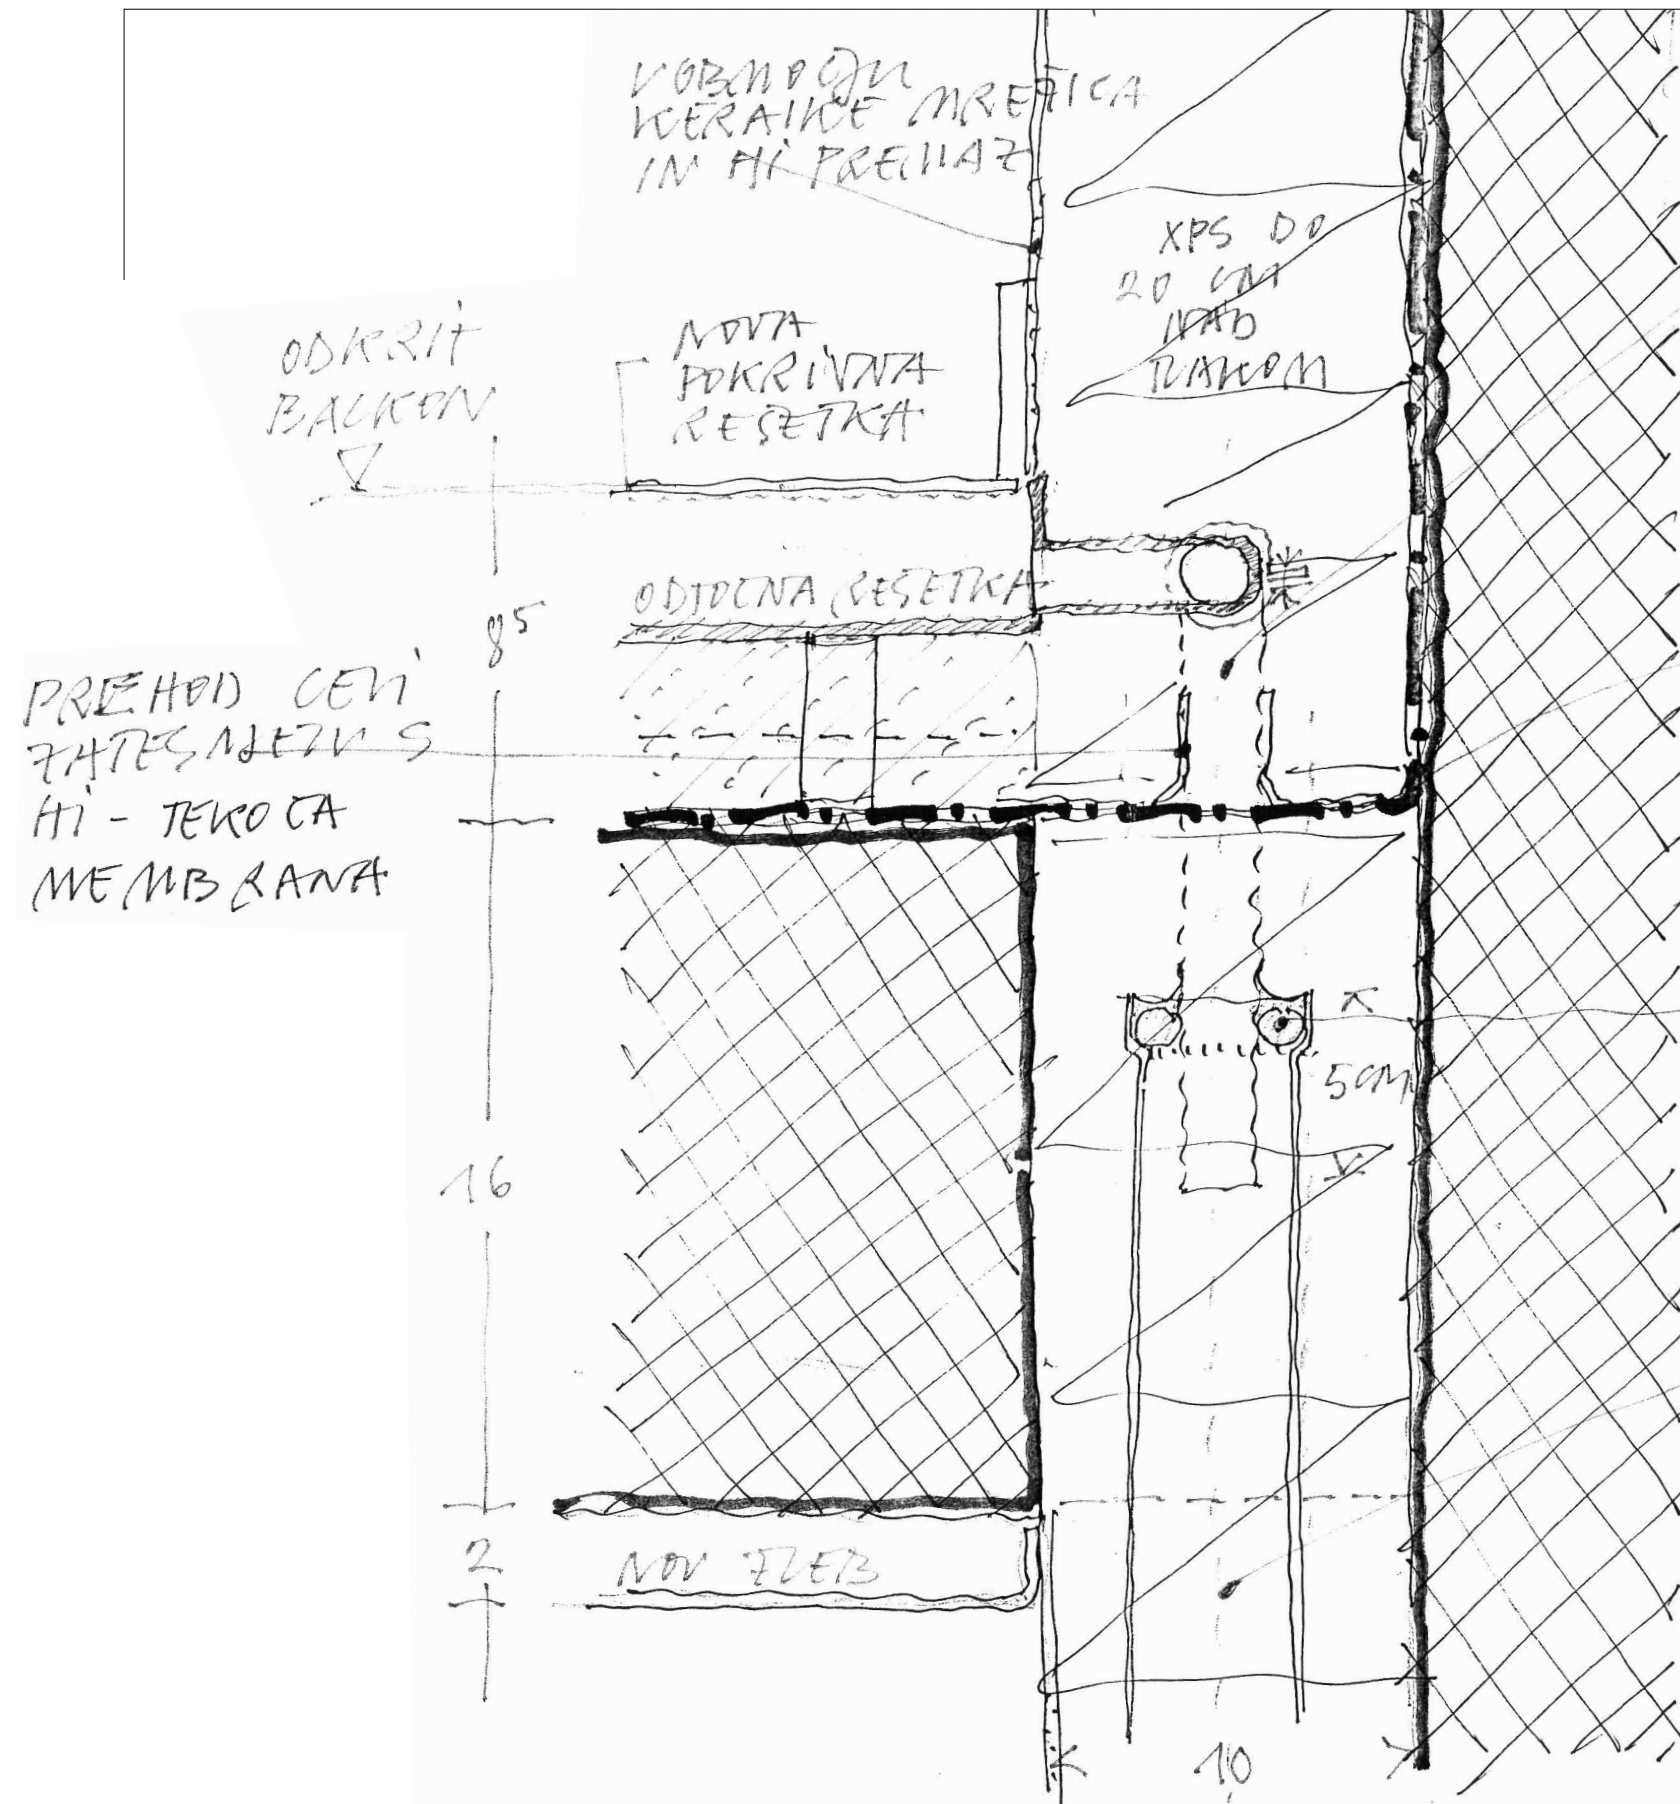 V OBMOČJU
KERAIKE MREŽICA
IN HI PREMAZ
XPS DO
20 CM
NAD
TLAKOM
ODKRIT
BALKON
NOVA
POKRIVNA
REŠETKA
ODTOČNA REŠETKA
8⁵
PREHOD CEVI
ZATESNJEN S
HI - TEKOČA
MEMBRANA
5CM
16
2
NOV ŽLEB
10